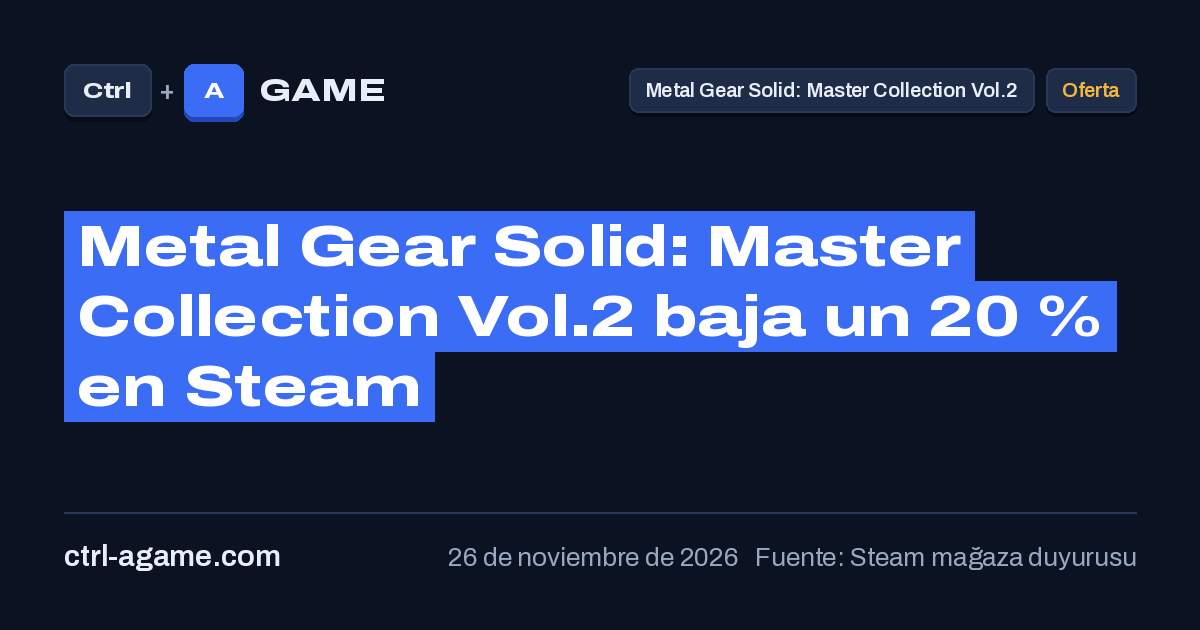 Ctrl + A GAME
Metal Gear Solid: Master Collection Vol.2 Oferta
Metal Gear Solid: Master
Collection Vol.2 baja un 20 %
en Steam
ctrl-agame.com
26 de noviembre de 2026 Fuente: Steam mağaza duyurusu